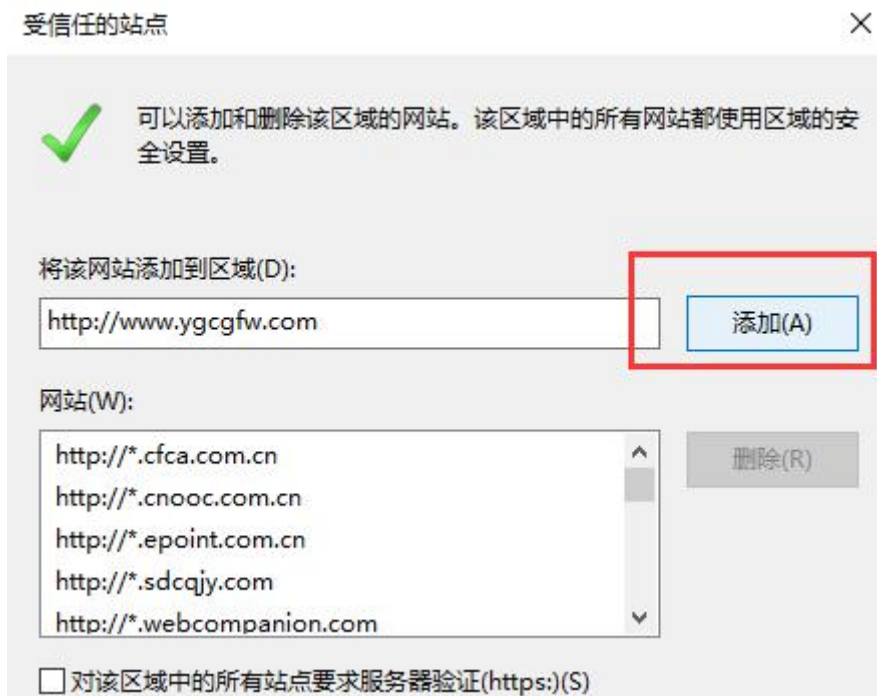 受信任的站点
可以添加和删除该区域的网站。该区域中的所有网站都使用区域的安
全设置。
将该网站添加到区域(D):
http://www.ygcgfw.com
添加(A)
网站(W):
http://*.cfca.com.cn
删除(R)
http://*.cnooc.com.cn
http://*.epoint.com.cn
http://*.sdcqjy.com
http://*.webcompanion.com
对该区域中的所有站点要求服务器验证(https:)(S)